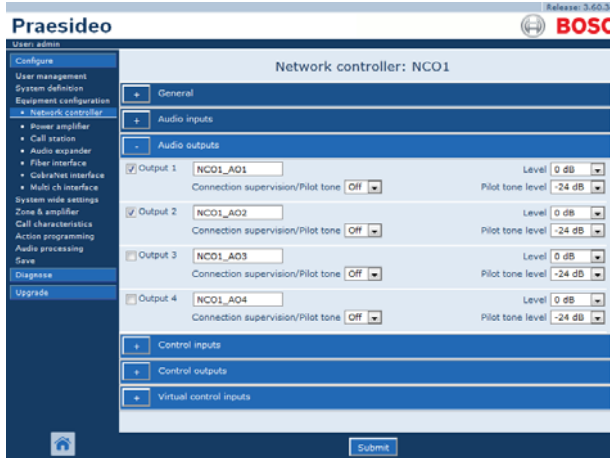 Release: 3.60.3
Praesideo
BOSC
User: admin
Configure
User management
System definition
Equipment configuration
Network controller
Power amplifier
Call station
Audio expander
Fiber interface
CobraNet interface
Multi ch interface
System wide settings
Zone & amplifier
Call characteristics
Action programming
Audio processing
Save
Diagnose
Upgrade
Network controller: NCO1
+ General
+ Audio inputs
- Audio outputs
Output 1 NCO1_AO1 Level 0 dB
Connection supervision/Pilot tone Off Pilot tone level -24 dB
Output 2 NCO1_AO2 Level 0 dB
Connection supervision/Pilot tone Off Pilot tone level -24 dB
Output 3 NCO1_AO3 Level 0 dB
Connection supervision/Pilot tone Off Pilot tone level -24 dB
Output 4 NCO1_AO4 Level 0 dB
Connection supervision/Pilot tone Off Pilot tone level -24 dB
+ Control inputs
+ Control outputs
+ Virtual control inputs
Submit